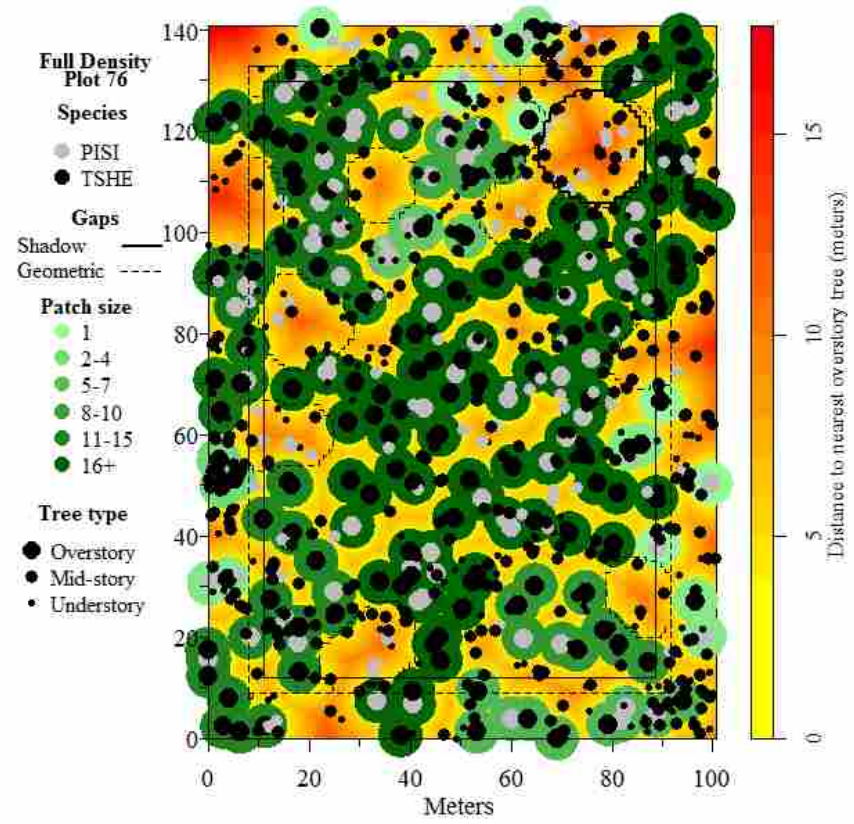 Full Density
Plot 76
Species
PISI
TSHE
Gaps
Shadow
Geometric
Patch size
1
2-4
5-7
8-10
11-15
16+
Tree type
Overstory
Mid-story
Understory
140
120
100
80
60
40
20
0
0 20 40 60 80 100
Meters
15
10
5
0
Distance to nearest overstory tree (meters)